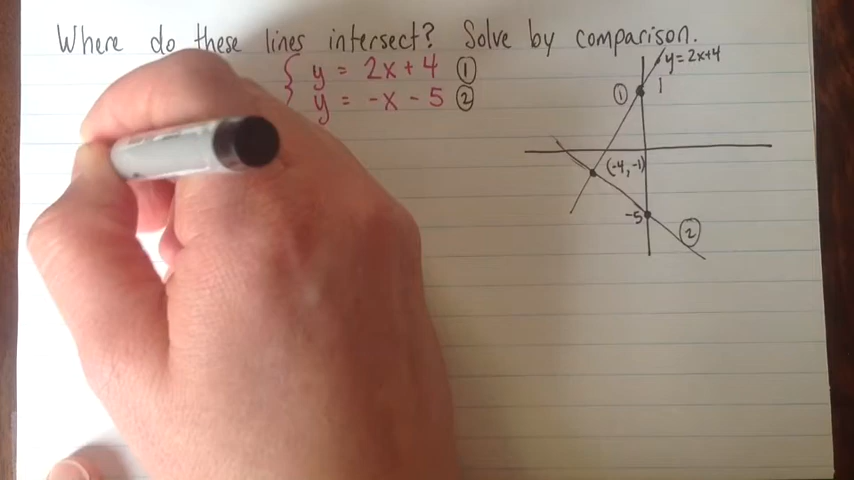 Where do these lines intersect? Solve by comparison.
y = 2x + 4 ①
y = -x - 5 ②
y = 2x+4
① 1
(-4, -1)
-5
②